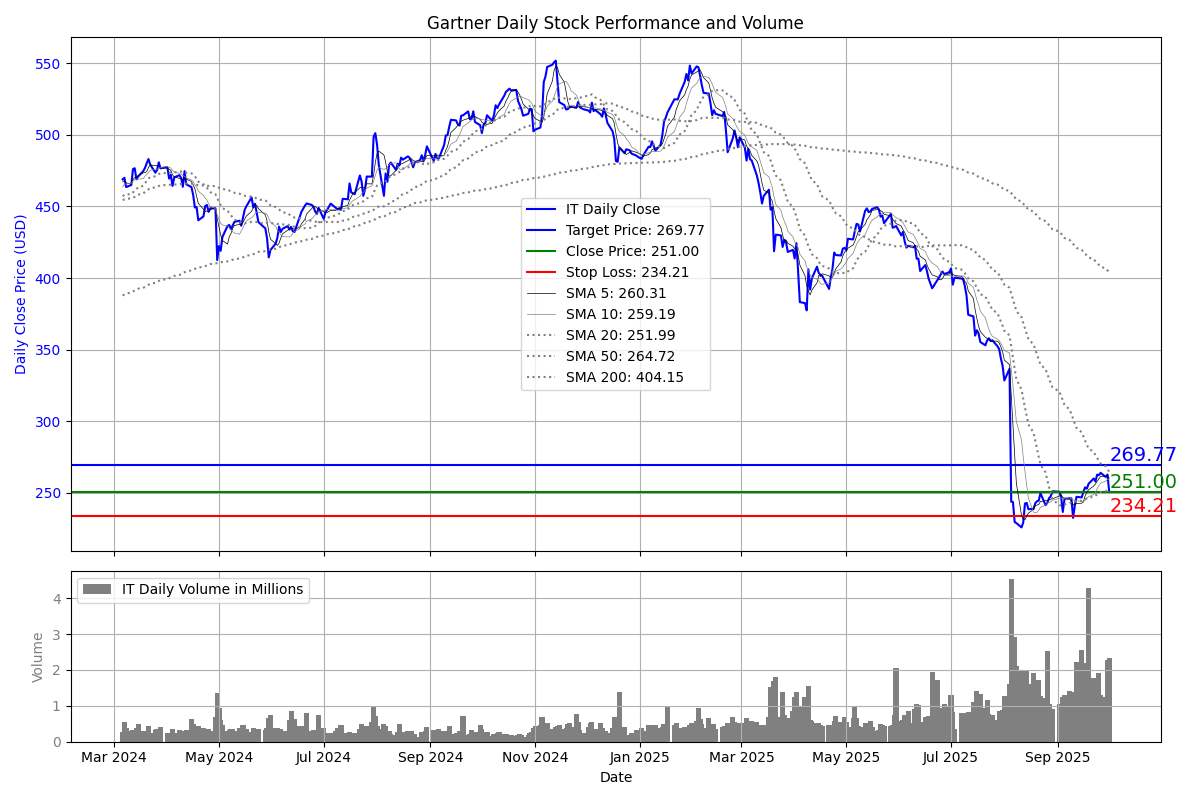 Gartner Daily Stock Performance and Volume
Daily Close Price (USD)
550
500
450
400
350
300
250
IT Daily Close
Target Price: 269.77
Close Price: 251.00
Stop Loss: 234.21
SMA 5: 260.31
SMA 10: 259.19
SMA 20: 251.99
SMA 50: 264.72
SMA 200: 404.15
269.77
251.00
234.21
IT Daily Volume in Millions
Volume
4
3
2
1
0
Mar 2024 May 2024 Jul 2024 Sep 2024 Nov 2024 Jan 2025 Mar 2025 May 2025 Jul 2025 Sep 2025
Date